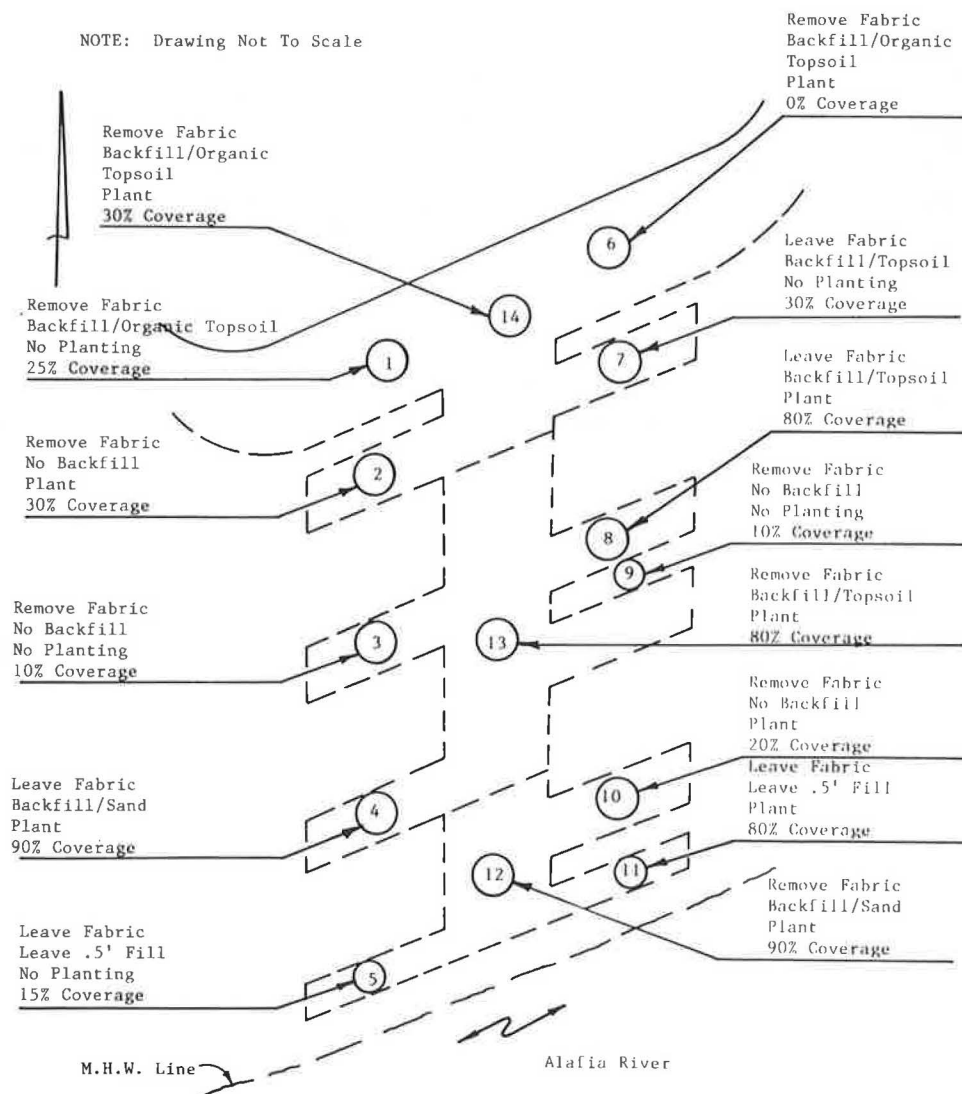 NOTE: Drawing Not To Scale
Remove Fabric
Backfill/Organic
Topsoil
Plant
0% Coverage
Remove Fabric
Backfill/Organic
Topsoil
Plant
30% Coverage
6
Leave Fabric
Backfill/Topsoil
No Planting
30% Coverage
14
Remove Fabric
Backfill/Organic Topsoil
No Planting
25% Coverage
1
7
Leave Fabric
Backfill/Topsoil
Plant
80% Coverage
Remove Fabric
No Backfill
Plant
30% Coverage
2
Remove Fabric
No Backfill
No Planting
10% Coverage
8
9
Remove Fabric
Backfill/Topsoil
Plant
80% Coverage
Remove Fabric
No Backfill
No Planting
10% Coverage
3
13
Remove Fabric
No Backfill
Plant
20% Coverage
Leave Fabric
Leave .5' Fill
Plant
80% Coverage
Leave Fabric
Backfill/Sand
Plant
90% Coverage
4
10
12
11
Remove Fabric
Backfill/Sand
Plant
90% Coverage
Leave Fabric
Leave .5' Fill
No Planting
15% Coverage
5
M.H.W. Line
Alafia River